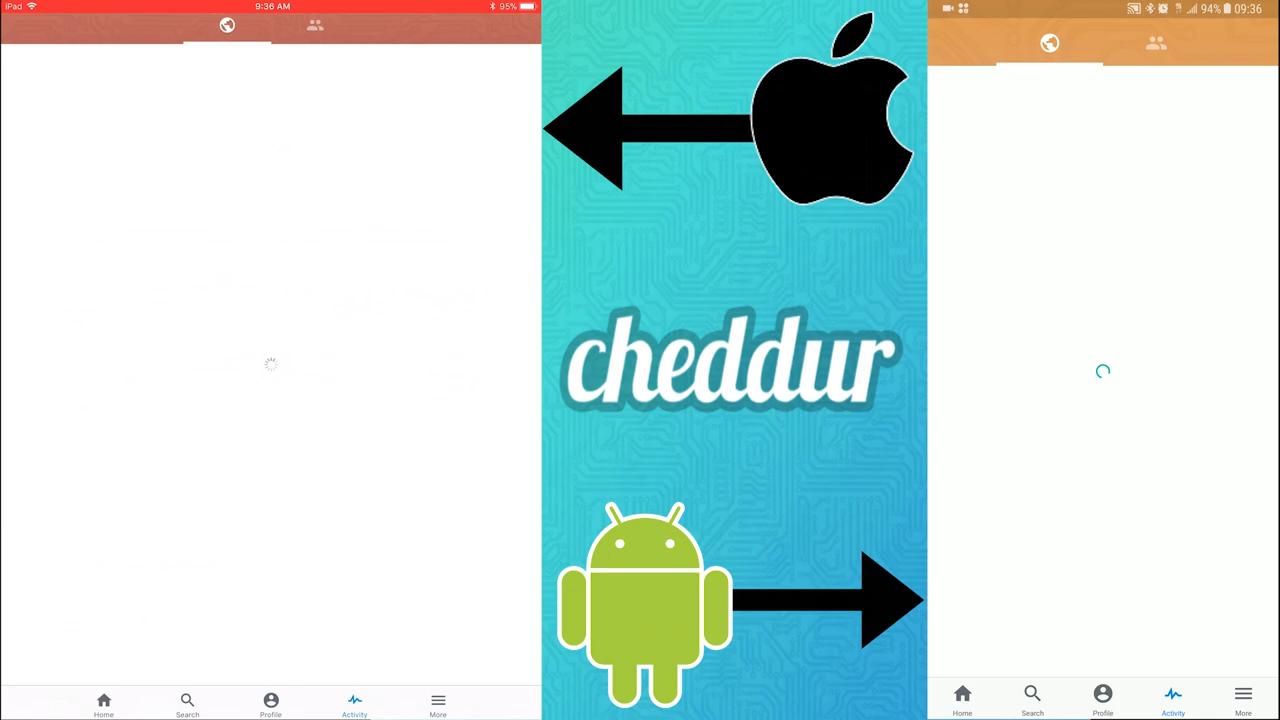 iPad 9:36 AM 95%
94% 09:36
cheddur
Home Search Profile Activity More
Home Search Profile Activity More